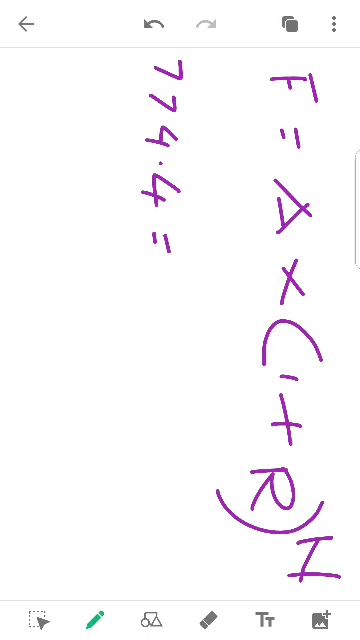 F = A × (1 + R)ᴺ
774.4 =